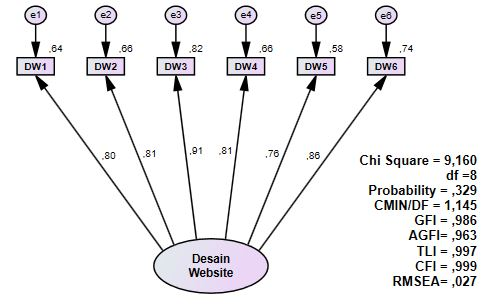 e1 e2 e3 e4 e5 e6
,64 ,66 ,82 ,66 ,58 ,74
DW1 DW2 DW3 DW4 DW5 DW6
,80 ,81 ,91 ,81 ,76 ,86
Desain
Website
Chi Square = 9,160
df =8
Probability = ,329
CMIN/DF = 1,145
GFI = ,986
AGFI= ,963
TLI = ,997
CFI = ,999
RMSEA= ,027